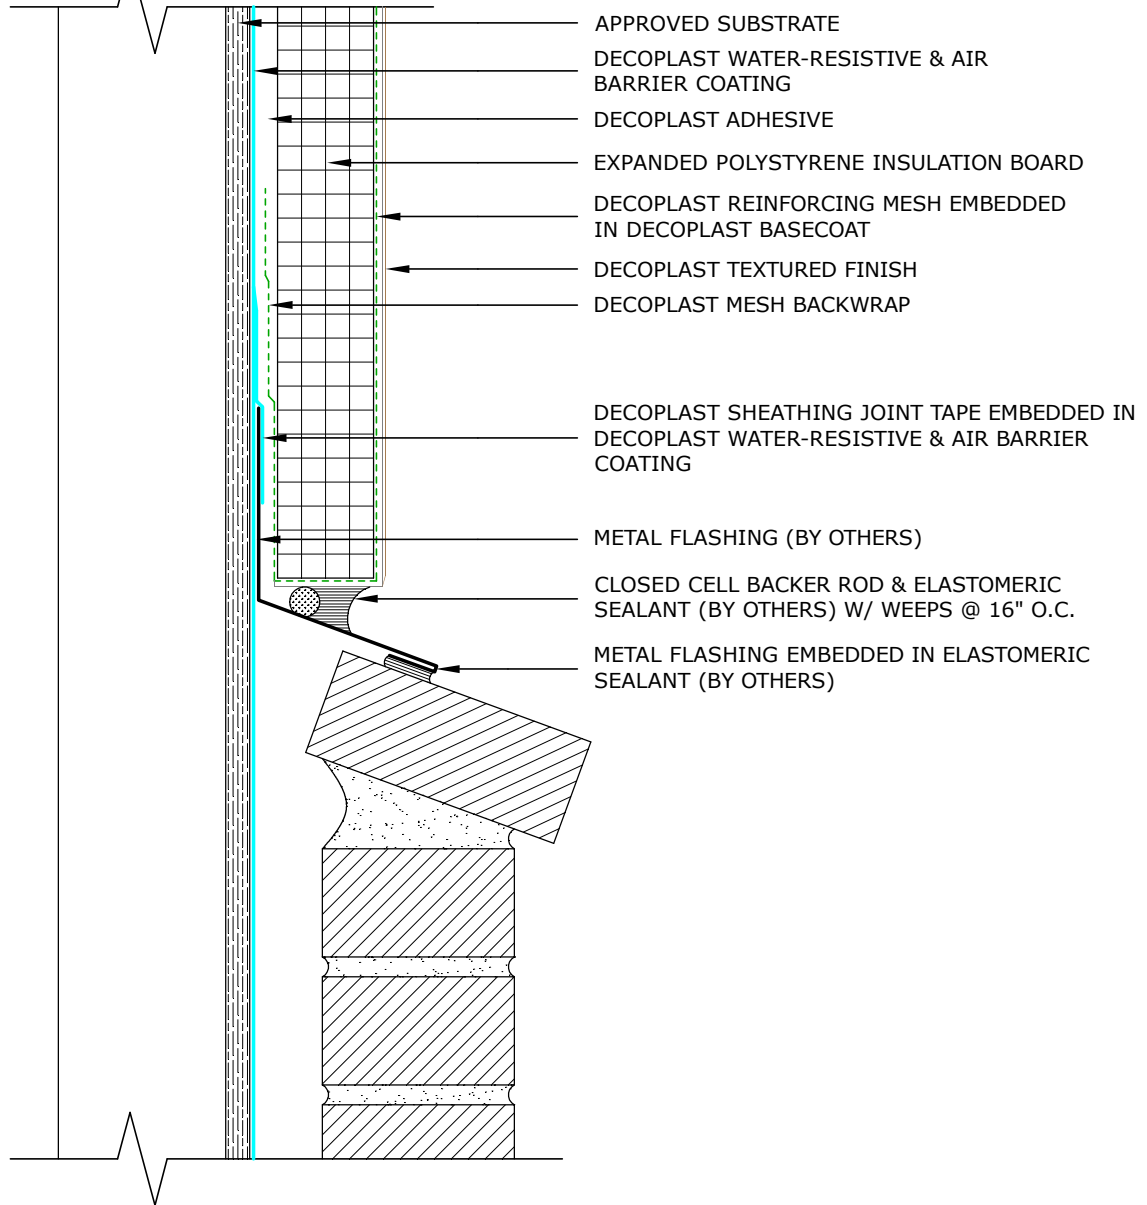 APPROVED SUBSTRATE
DECOPLAST WATER-RESISTIVE & AIR
BARRIER COATING
DECOPLAST ADHESIVE
EXPANDED POLYSTYRENE INSULATION BOARD
DECOPLAST REINFORCING MESH EMBEDDED
IN DECOPLAST BASECOAT
DECOPLAST TEXTURED FINISH
DECOPLAST MESH BACKWRAP
DECOPLAST SHEATHING JOINT TAPE EMBEDDED IN
DECOPLAST WATER-RESISTIVE & AIR BARRIER
COATING
METAL FLASHING (BY OTHERS)
CLOSED CELL BACKER ROD & ELASTOMERIC
SEALANT (BY OTHERS) W/ WEEPS @ 16" O.C.
METAL FLASHING EMBEDDED IN ELASTOMERIC
SEALANT (BY OTHERS)